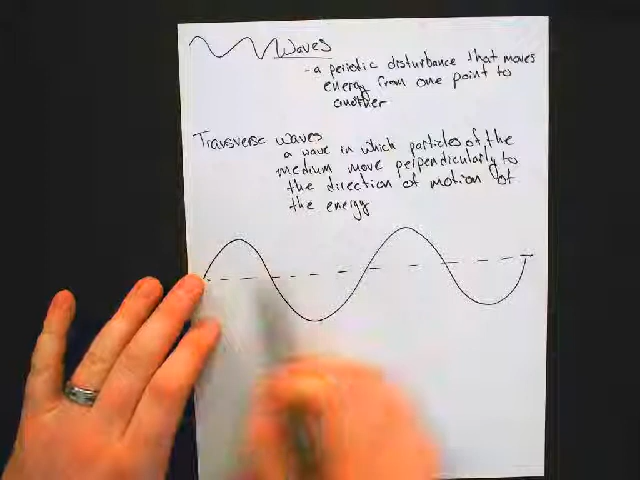 Waves
- a periodic disturbance that moves
energy from one point to
another
Transverse waves
a wave in which particles of the
medium move perpendicularly to
the direction of motion of
the energy